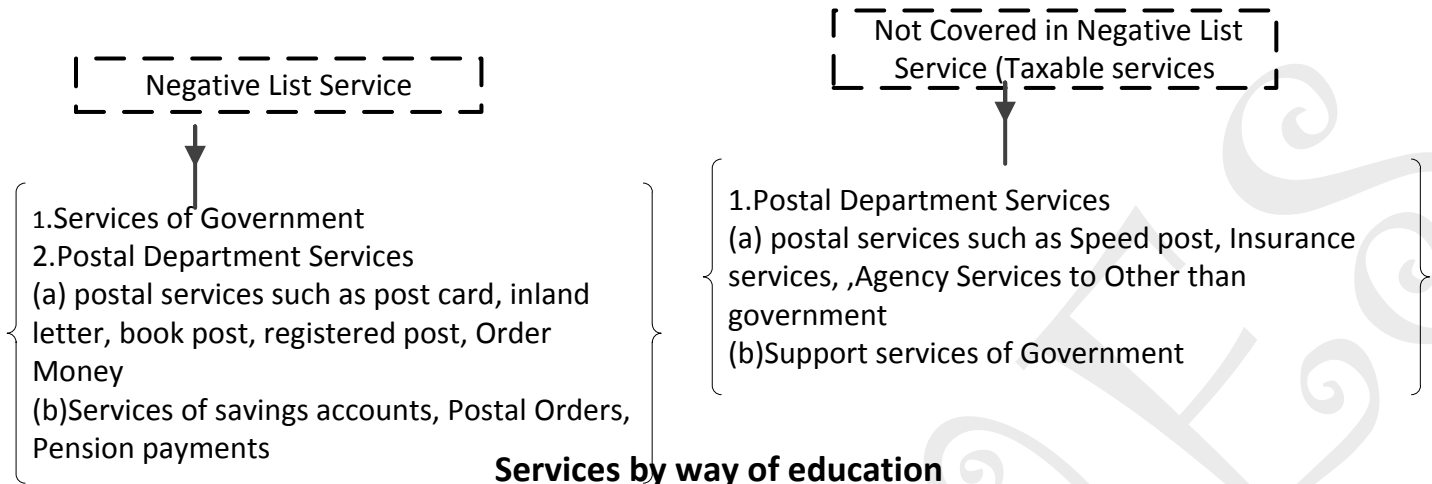 Negative List Service
1.Services of Government
2.Postal Department Services
(a) postal services such as post card, inland
letter, book post, registered post, Order
Money
(b)Services of savings accounts, Postal Orders,
Pension payments
Not Covered in Negative List
Service (Taxable services
1.Postal Department Services
(a) postal services such as Speed post, Insurance
services, ,Agency Services to Other than
government
(b)Support services of Government
Services by way of education